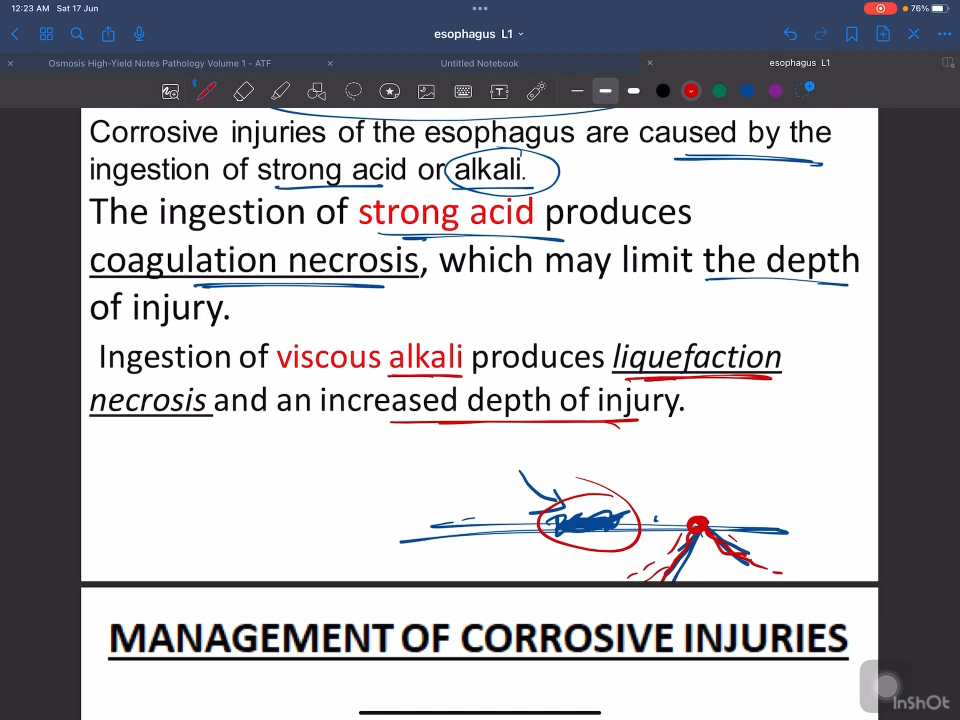 12:23 AM Sat 17 Jun
76%
esophagus L1
Osmosis High-Yield Notes Pathology Volume 1 - ATF
Untitled Notebook
esophagus L1
Corrosive injuries of the esophagus are caused by the
ingestion of strong acid or alkali.
The ingestion of strong acid produces
coagulation necrosis, which may limit the depth
of injury.
Ingestion of viscous alkali produces liquefaction
necrosis and an increased depth of injury.
MANAGEMENT OF CORROSIVE INJURIES
InShOt